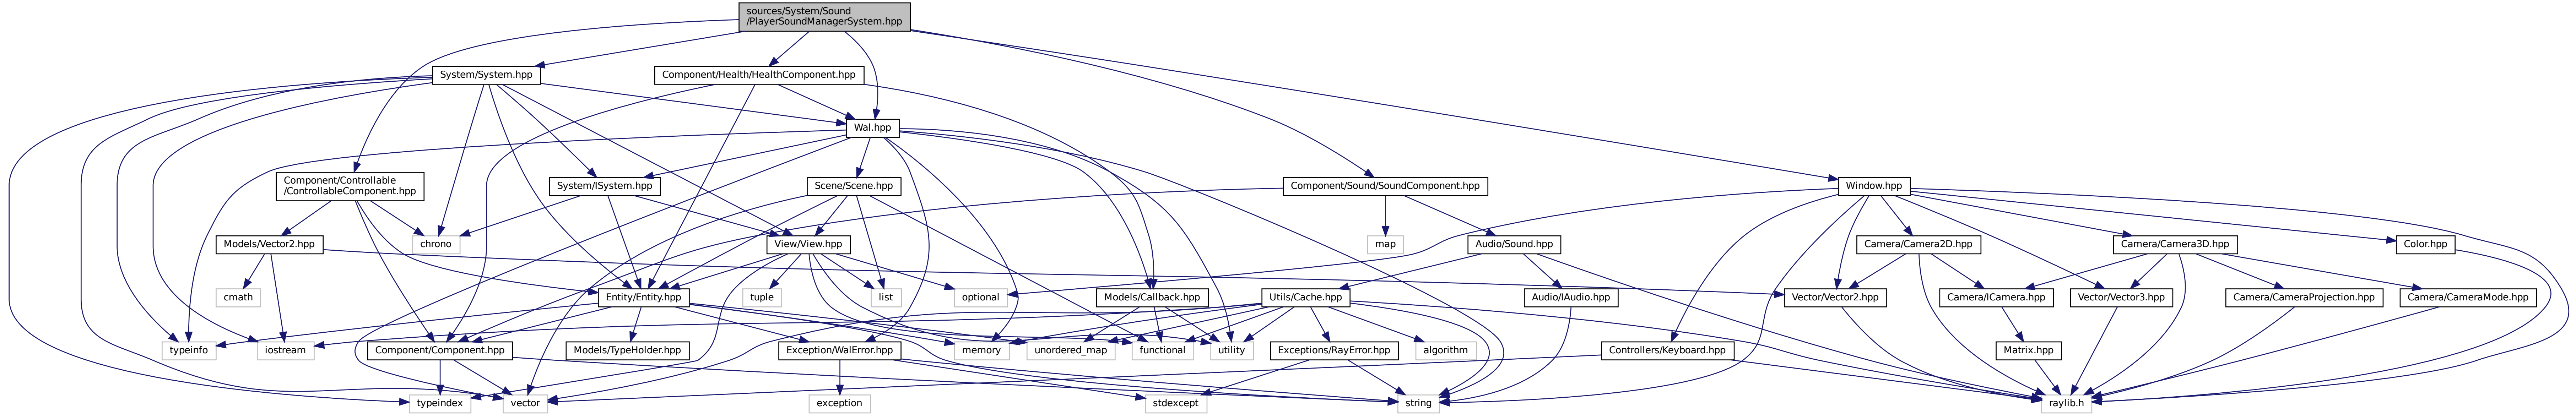 sources/System/Sound
/PlayerSoundManagerSystem.hpp
System/System.hpp
Component/Health/HealthComponent.hpp
Wal.hpp
Component/Controllable
/ControllableComponent.hpp
System/ISystem.hpp
Scene/Scene.hpp
Component/Sound/SoundComponent.hpp
Window.hpp
Models/Vector2.hpp
chrono
View/View.hpp
map
Audio/Sound.hpp
Camera/Camera2D.hpp
Camera/Camera3D.hpp
Color.hpp
cmath
Entity/Entity.hpp
tuple
list
optional
Models/Callback.hpp
Utils/Cache.hpp
Audio/IAudio.hpp
Vector/Vector2.hpp
Camera/ICamera.hpp
Vector/Vector3.hpp
Camera/CameraProjection.hpp
Camera/CameraMode.hpp
typeinfo
iostream
Component/Component.hpp
Models/TypeHolder.hpp
Exception/WalError.hpp
memory
unordered_map
functional
utility
Exceptions/RayError.hpp
algorithm
Controllers/Keyboard.hpp
Matrix.hpp
typeindex
vector
exception
stdexcept
string
raylib.h